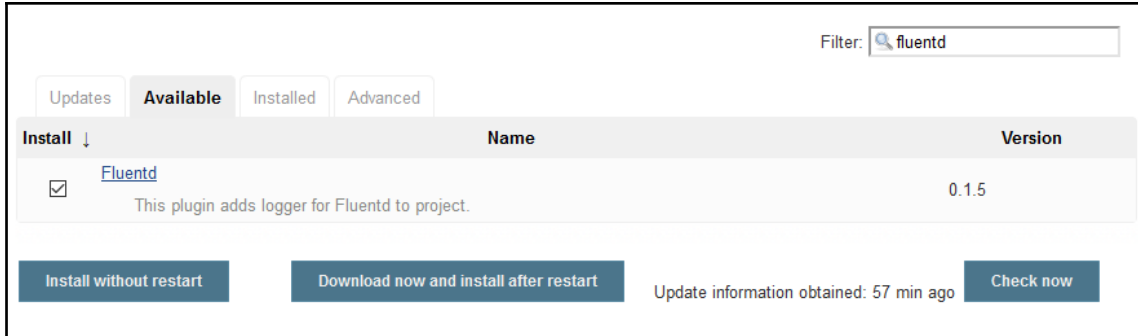 Filter: fluentd
Updates Available Installed Advanced
Install ↓ Name Version
Fluentd 0.1.5
This plugin adds logger for Fluentd to project.
Install without restart Download now and install after restart Update information obtained: 57 min ago Check now